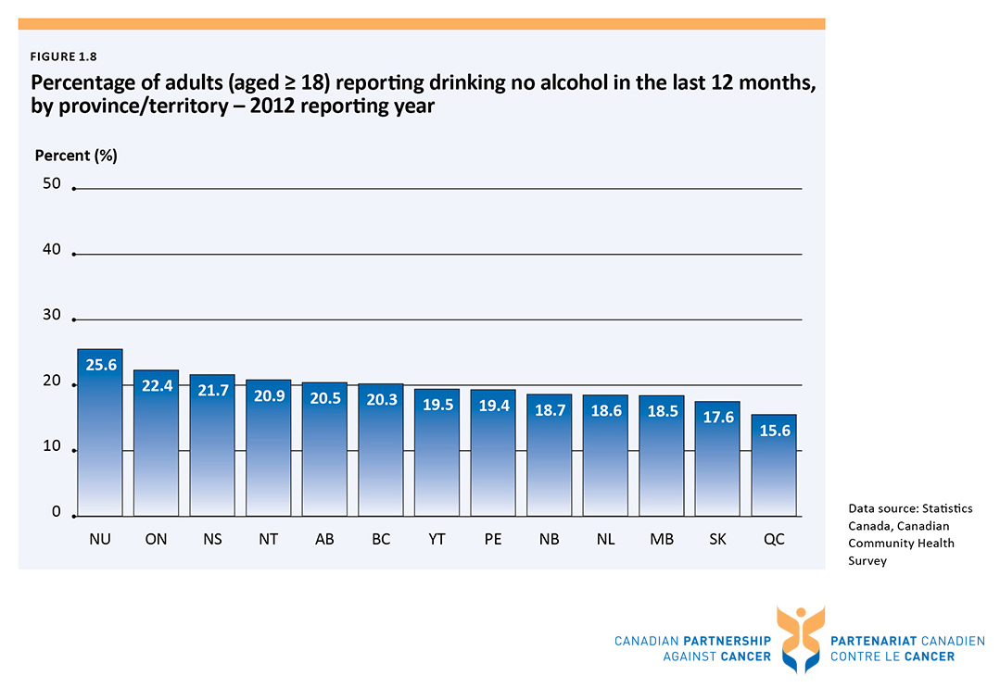 FIGURE 1.8
Percentage of adults (aged ≥ 18) reporting drinking no alcohol in the last 12 months,
by province/territory – 2012 reporting year
Percent (%)
50
40
30
20
10
0
25.6
22.4
21.7
20.9
20.5
20.3
19.5
19.4
18.7
18.6
18.5
17.6
15.6
NU ON NS NT AB BC YT PE NB NL MB SK QC
Data source: Statistics
Canada, Canadian
Community Health
Survey
CANADIAN PARTNERSHIP
AGAINST CANCER
PARTENARIAT CANADIEN
CONTRE LE CANCER